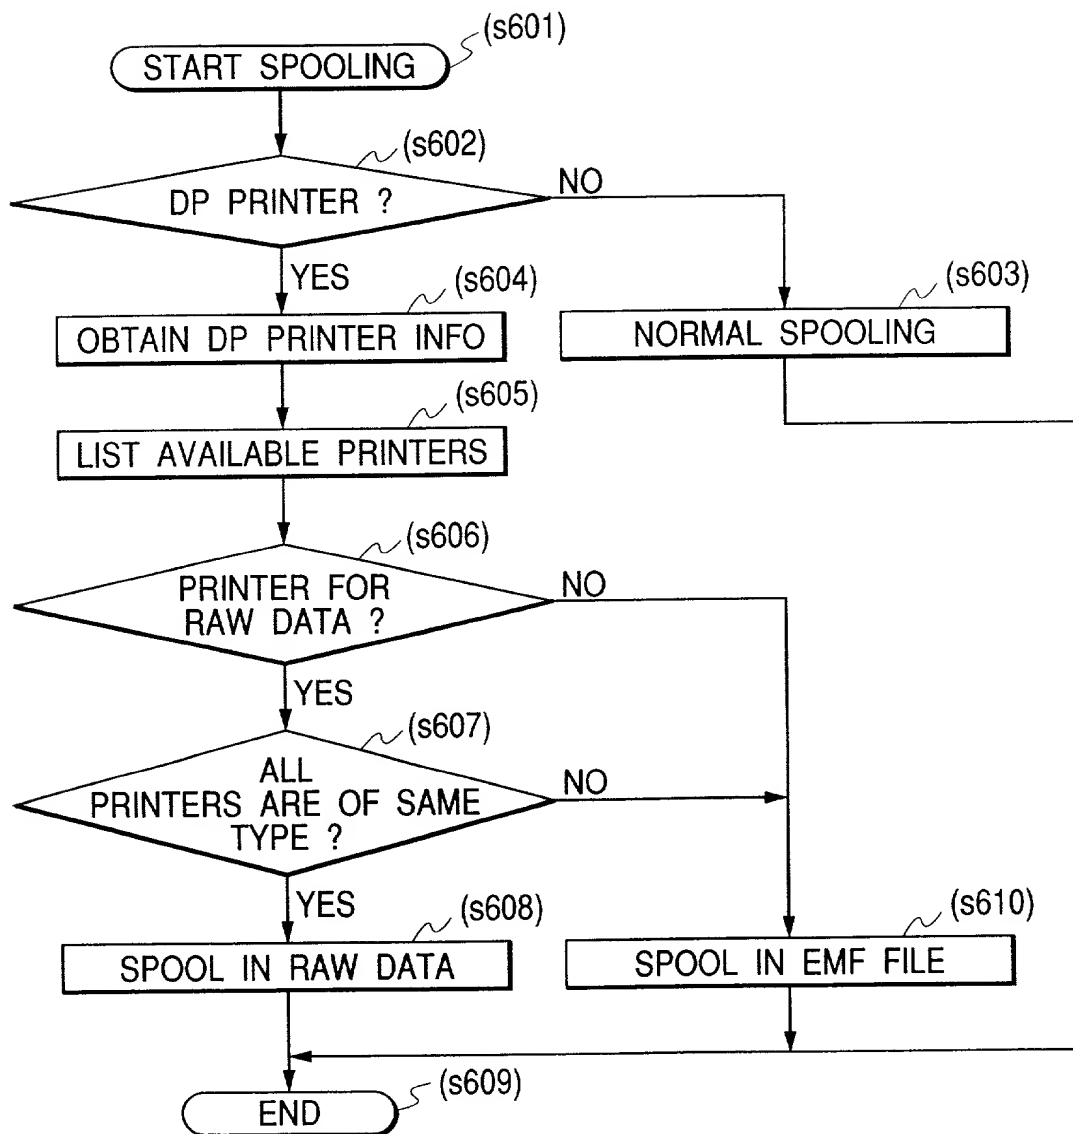 (s601)
START SPOOLING
(s602)
DP PRINTER ?
NO
YES
(s604)
OBTAIN DP PRINTER INFO
(s603)
NORMAL SPOOLING
(s605)
LIST AVAILABLE PRINTERS
(s606)
PRINTER FOR
RAW DATA ?
NO
YES
(s607)
ALL
PRINTERS ARE OF SAME
TYPE ?
NO
YES
(s608)
SPOOL IN RAW DATA
(s610)
SPOOL IN EMF FILE
(s609)
END